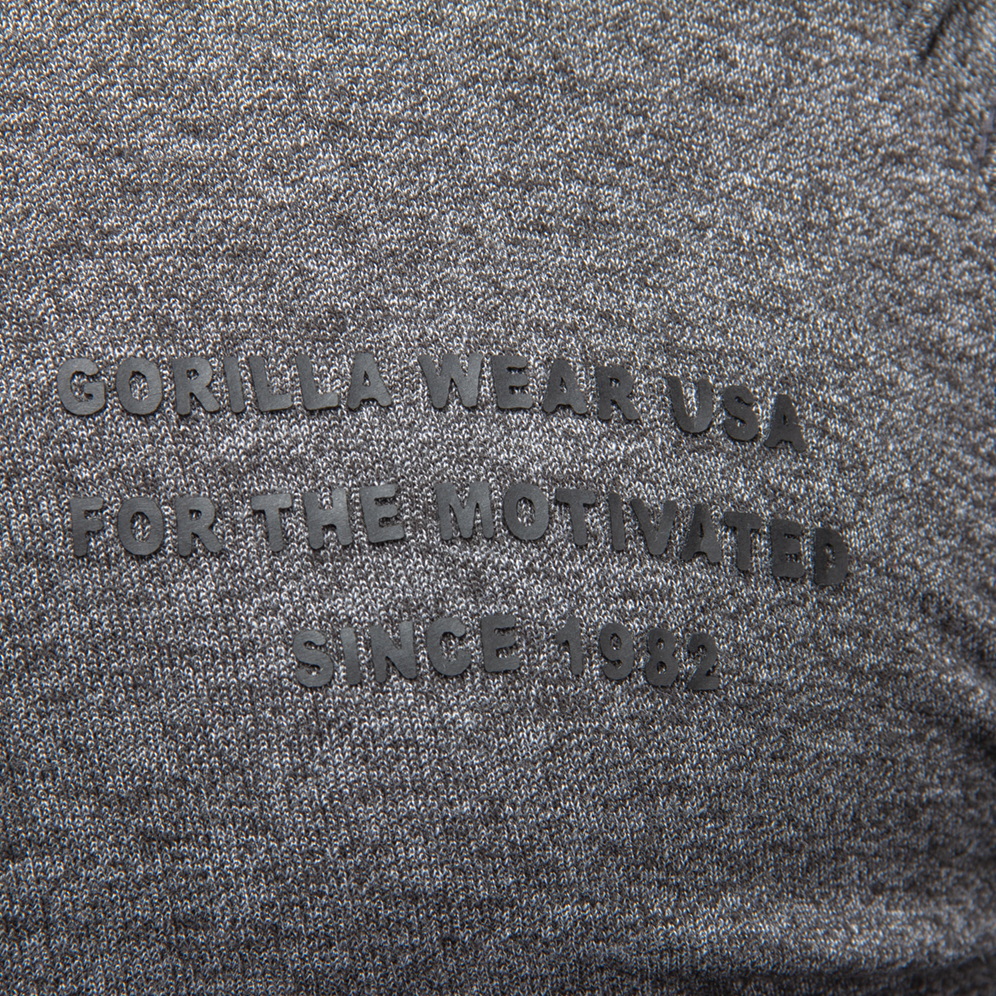 GORILLA WEAR USA
FOR THE MOTIVATED
SINCE 1982